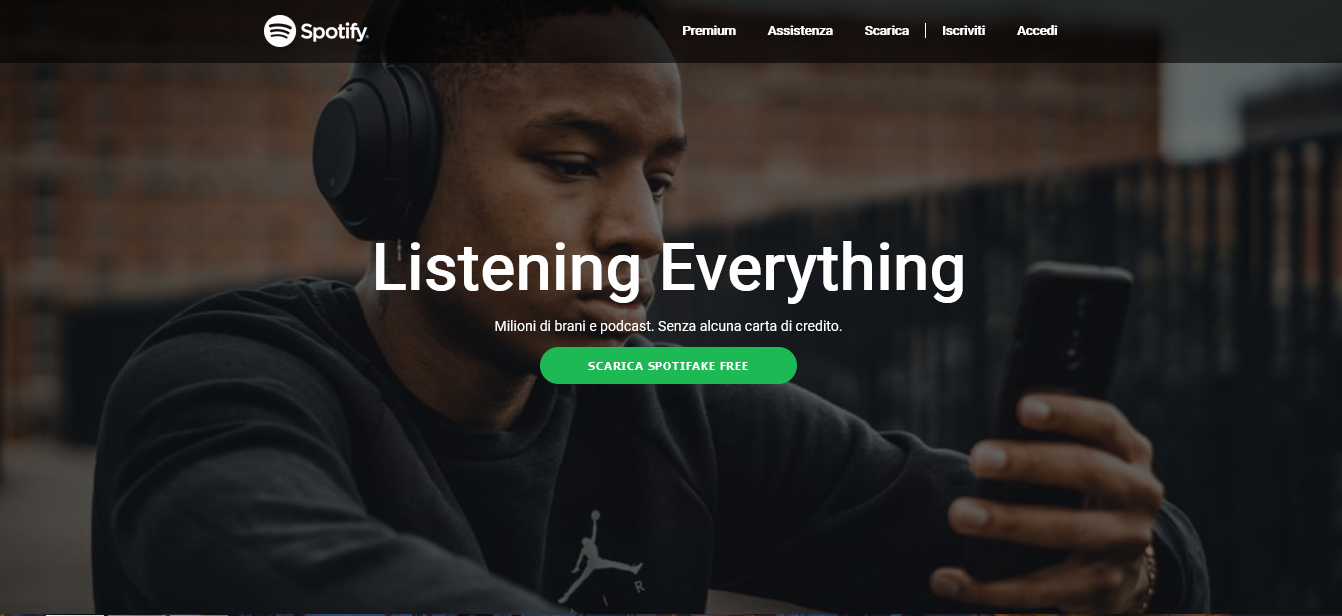 Spotify
Premium Assistenza Scarica Iscriviti Accedi
Listening Everything
Milioni di brani e podcast. Senza alcuna carta di credito.
SCARICA SPOTIFAKE FREE
R